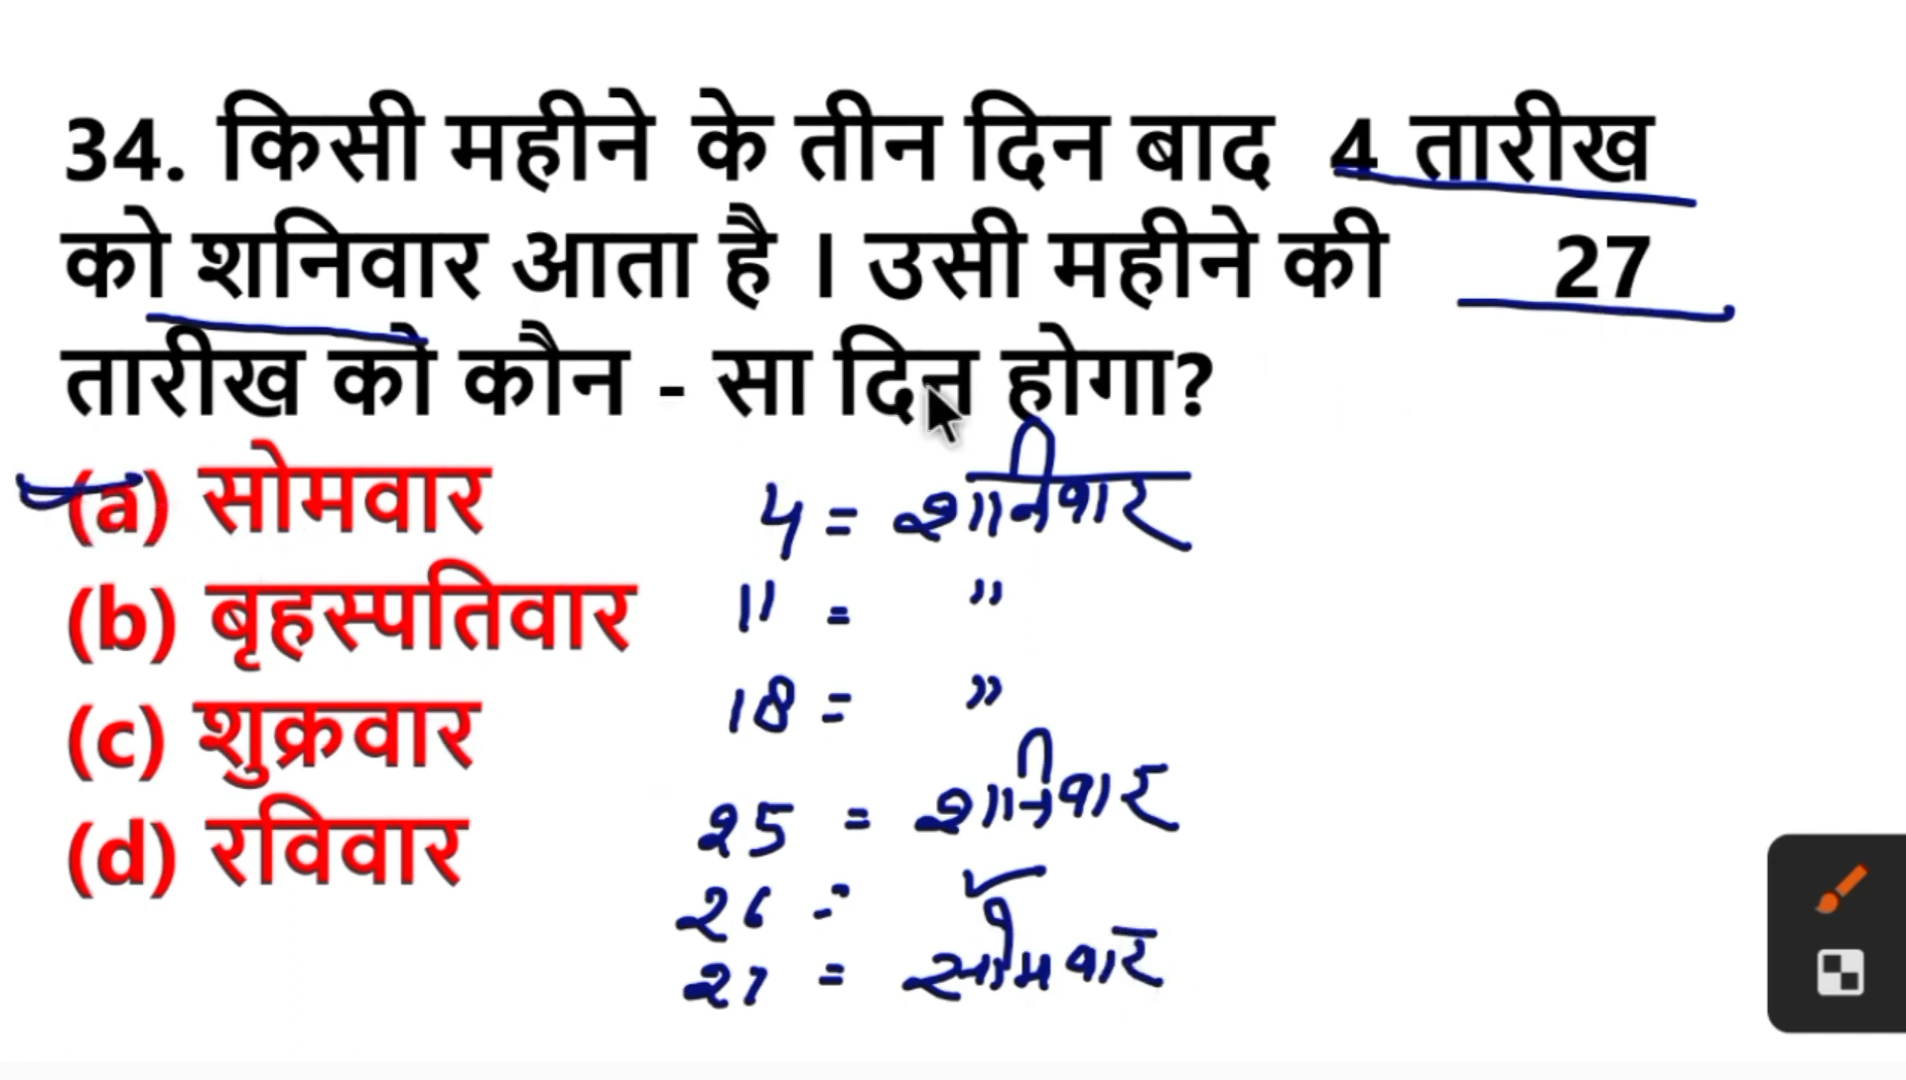 34. किसी महीने के तीन दिन बाद 4 तारीख
को शनिवार आता है । उसी महीने की 27
तारीख को कौन - सा दिन होगा?
(a) सोमवार
(b) बृहस्पतिवार
(c) शुक्रवार
(d) रविवार
4 = शनिवार
11 = "
18 = "
25 = शनिवार
26 =
27 = सोमवार